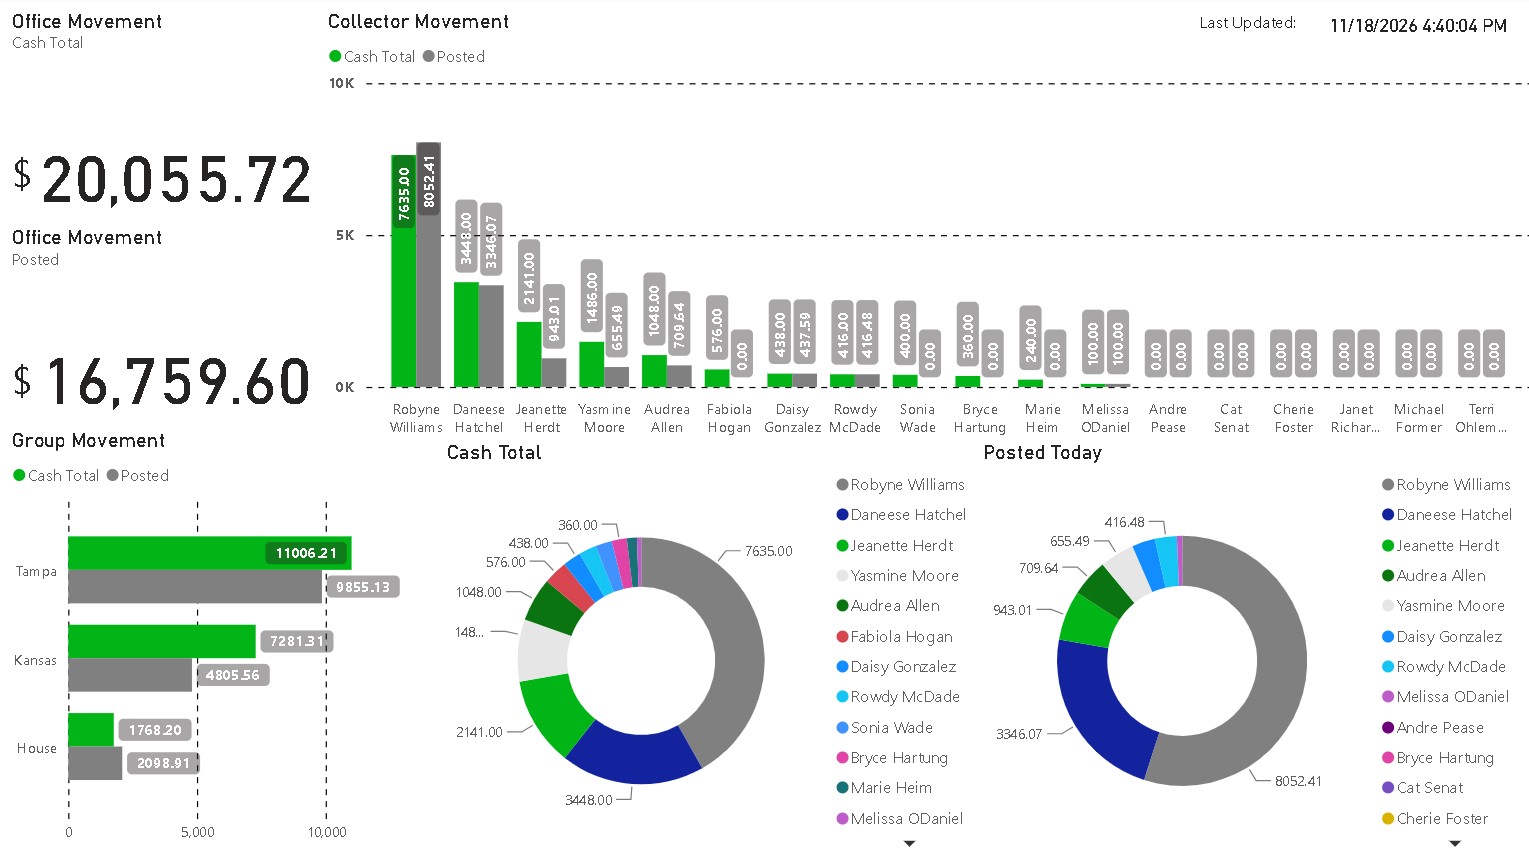 Office Movement
Cash Total
$ 20,055.72
Office Movement
Posted
$ 16,759.60
Collector Movement
Cash Total Posted
Last Updated: 11/18/2026 4:40:04 PM
10K
5K
0K
7635.00 8052.41
3448.00 3346.07
2141.00 943.01
1486.00 655.49
1048.00 709.64
576.00 0.00
438.00 437.59
416.00 416.48
400.00 0.00
360.00 0.00
240.00 0.00
100.00 100.00
0.00 0.00
0.00 0.00
0.00 0.00
0.00 0.00
0.00 0.00
0.00 0.00
Robyne Williams
Daneese Hatchel
Jeanette Herdt
Yasmine Moore
Audrea Allen
Fabiola Hogan
Daisy Gonzalez
Rowdy McDade
Sonia Wade
Bryce Hartung
Marie Heim
Melissa ODaniel
Andre Pease
Cat Senat
Cherie Foster
Janet Richar...
Michael Former
Terri Ohlem...
Group Movement
Cash Total Posted
Tampa
11006.21
9855.13
Kansas
7281.31
4805.56
House
1768.20
2098.91
0 5,000 10,000
Cash Total
360.00
438.00
576.00
1048.00
148...
2141.00
3448.00
7635.00
Robyne Williams
Daneese Hatchel
Jeanette Herdt
Yasmine Moore
Audrea Allen
Fabiola Hogan
Daisy Gonzalez
Rowdy McDade
Sonia Wade
Bryce Hartung
Marie Heim
Melissa ODaniel
Posted Today
416.48
655.49
709.64
943.01
3346.07
8052.41
Robyne Williams
Daneese Hatchel
Jeanette Herdt
Audrea Allen
Yasmine Moore
Daisy Gonzalez
Rowdy McDade
Melissa ODaniel
Andre Pease
Bryce Hartung
Cat Senat
Cherie Foster